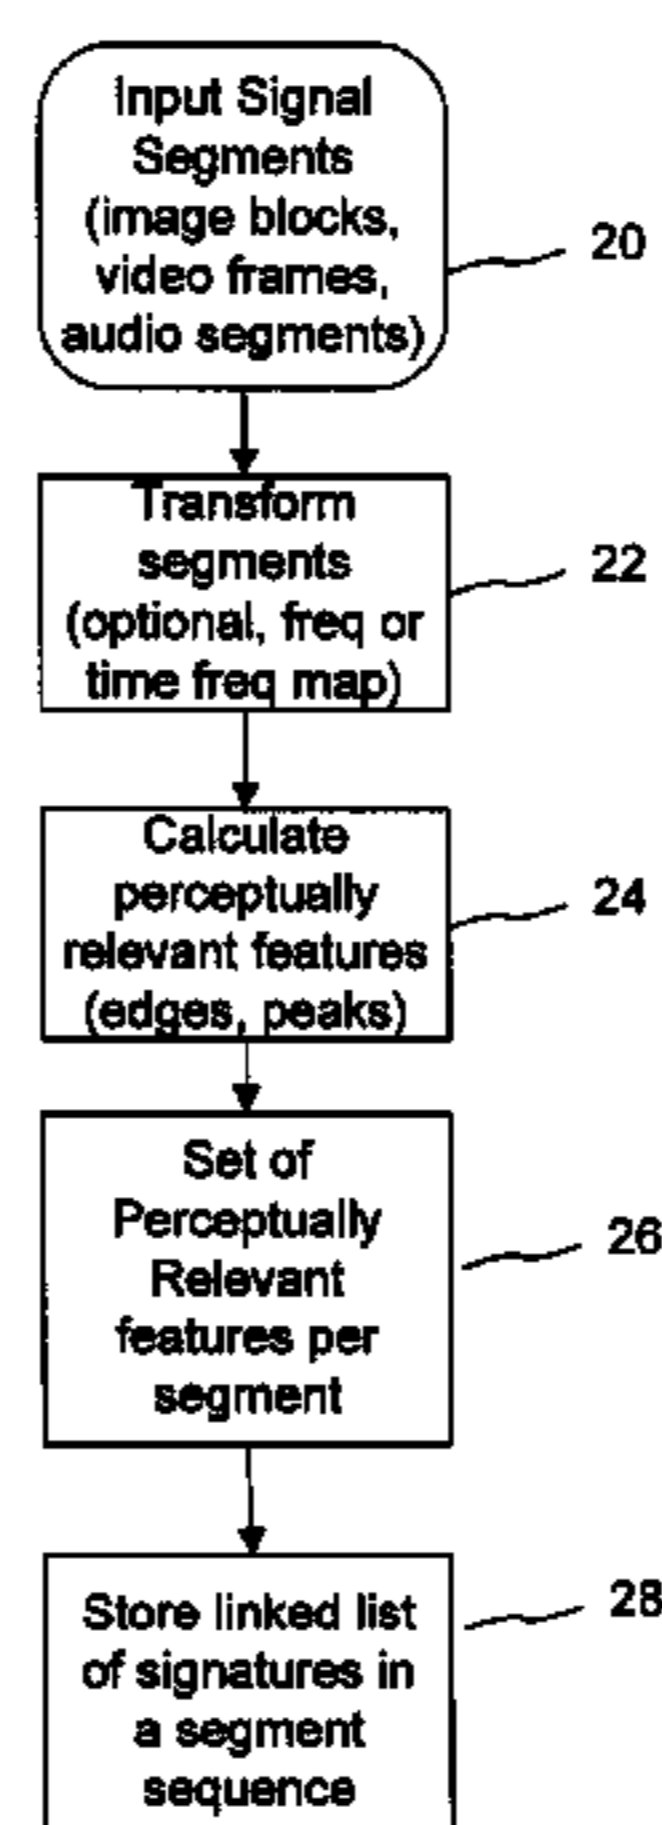 Input Signal
Segments
(image blocks,
video frames,
audio segments)
20
Transform
segments
(optional, freq or
time freq map)
22
Calculate
perceptually
relevant features
(edges, peaks)
24
Set of
Perceptually
Relevant
features per
segment
26
Store linked list
of signatures in
a segment
sequence
28